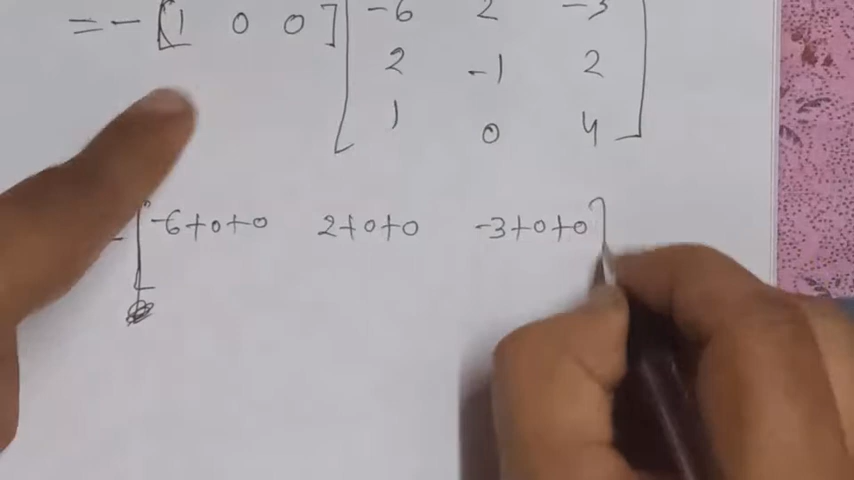 = - [1 0 0] [-6 2 -3
2 -1 2
1 0 4]
- [-6+0+0 2+0+0 -3+0+0]